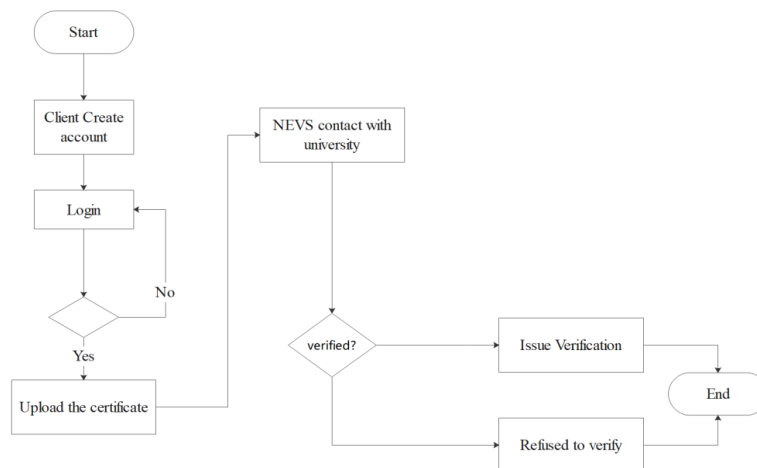 Start
Client Create
account
Login
No
Yes
Upload the certificate
NEVS contact with
university
verified?
Issue Verification
Refused to verify
End